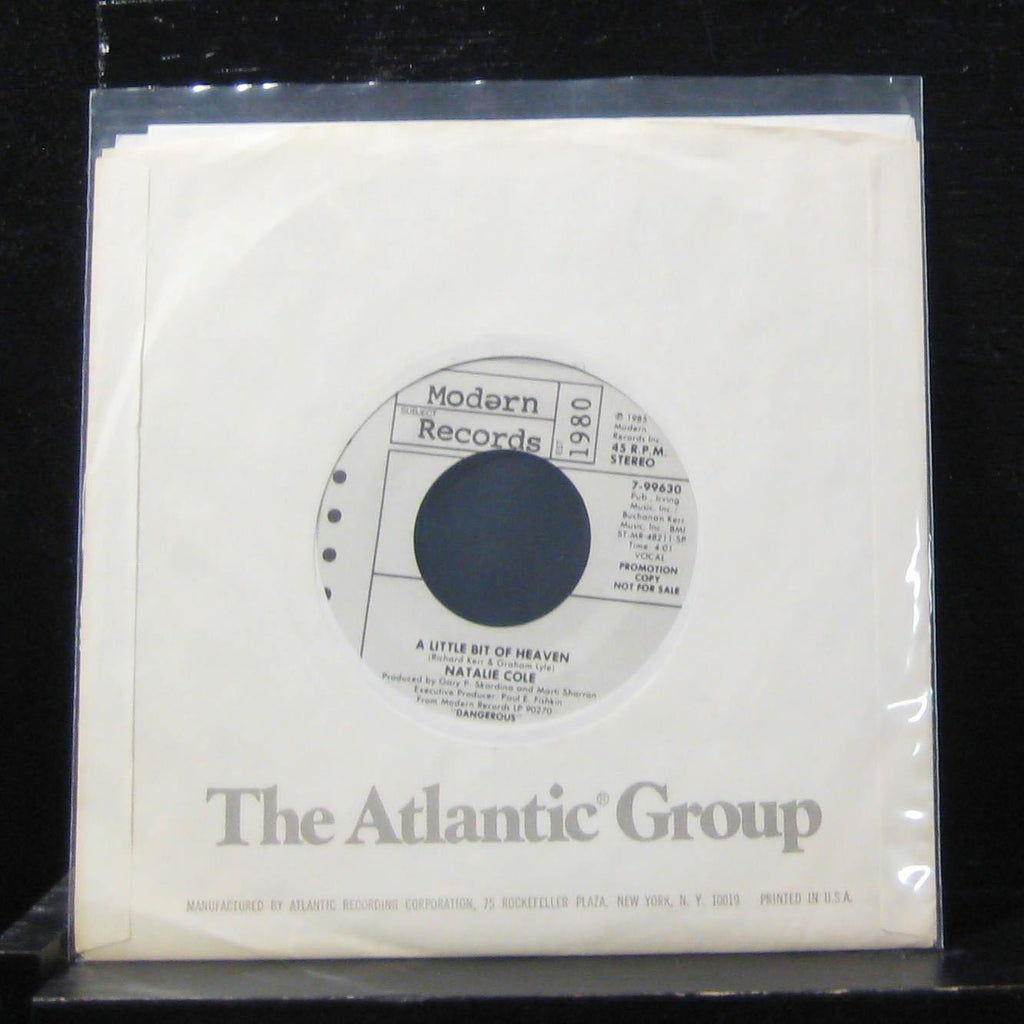 Modərn
SUBJECT
Records
EST 1980
℗ 1985
Modern
Records Inc.
45 R.P.M.
STEREO
7-99630
Pub., Irving
Music, Inc./
Buchanan Kerr
Music, Inc., BMI
ST-MR-48211-SP
Time: 4:01
VOCAL
PROMOTION
COPY
NOT FOR SALE
A LITTLE BIT OF HEAVEN
(Richard Kerr & Graham Lyle)
NATALIE COLE
Produced by Gary P. Skardina and Marti Sharron
Executive Producer: Paul E. Fishkin
From Modern Records LP 90270
"DANGEROUS"
The Atlantic® Group
MANUFACTURED BY ATLANTIC RECORDING CORPORATION, 75 ROCKEFELLER PLAZA, NEW YORK, N. Y. 10019 PRINTED IN U.S.A.